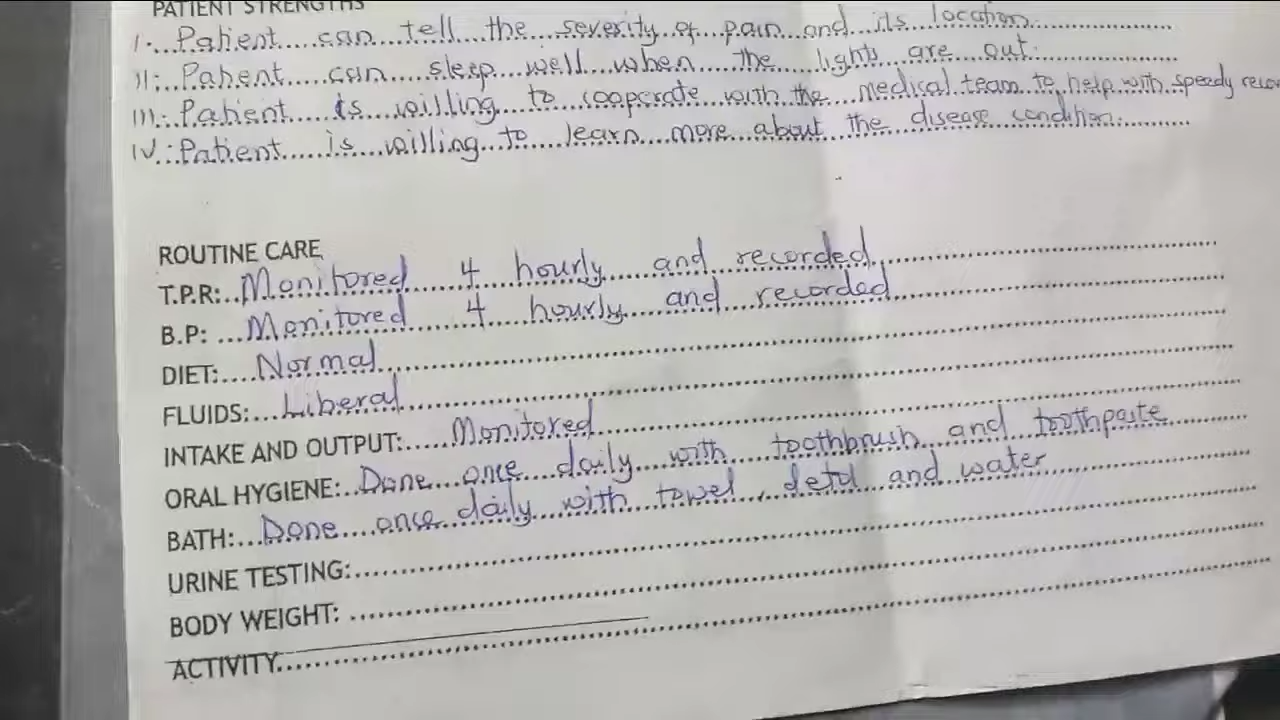 PATIENT STRENGTHS
I. Patient can tell the severity of pain and its location
II. Patient can sleep well when the lights are out.
III. Patient is willing to cooperate with the medical team to help with speedy
IV. Patient is willing to learn more about the disease condition.
ROUTINE CARE
T.P.R: Monitored 4 hourly and recorded
B.P: Monitored 4 hourly and recorded
DIET: Normal
FLUIDS: Liberal
INTAKE AND OUTPUT: Monitored
ORAL HYGIENE: Done once daily with toothbrush and toothpaste
BATH: Done once daily with towel, detol and water
URINE TESTING:
BODY WEIGHT:
ACTIVITY